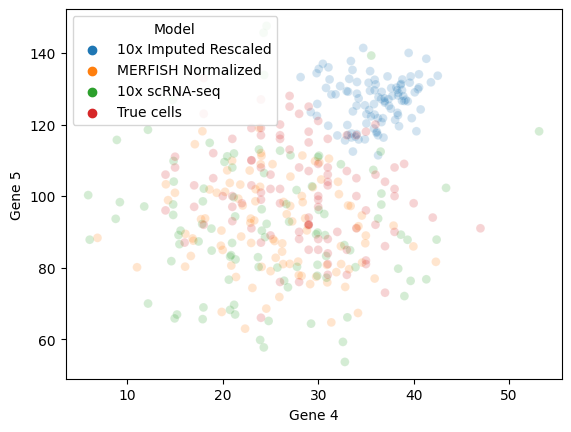 Model
10x Imputed Rescaled
MERFISH Normalized
10x scRNA-seq
True cells
140
120
100
80
60
Gene 5
10
20
30
40
50
Gene 4